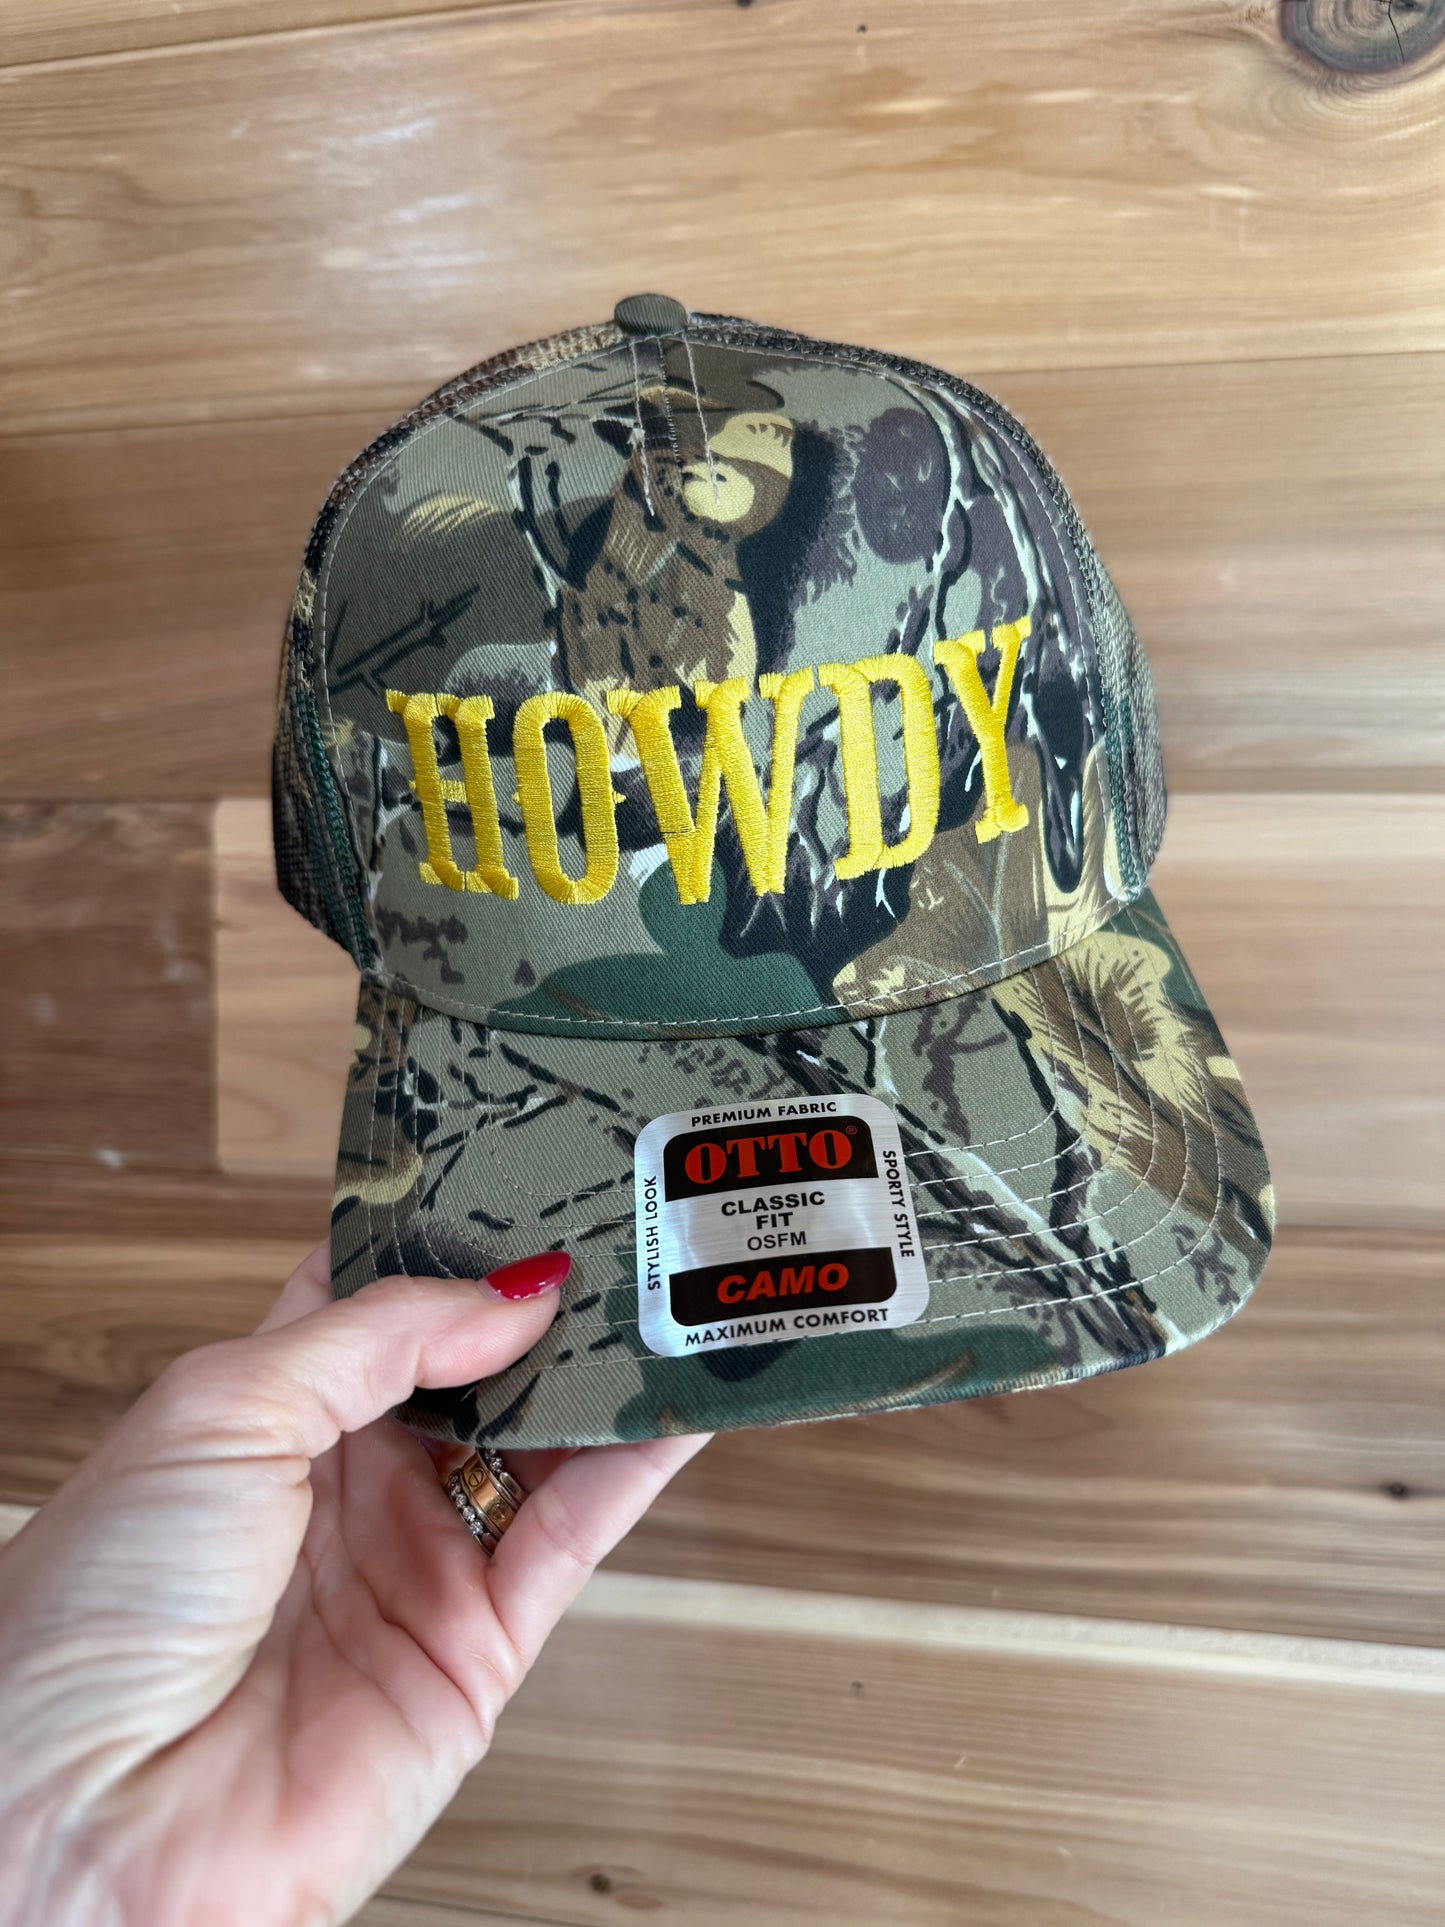 HOWDY
PREMIUM FABRIC
OTTO®
CLASSIC
FIT
OSFM
CAMO
MAXIMUM COMFORT
STYLISH LOOK
SPORTY STYLE